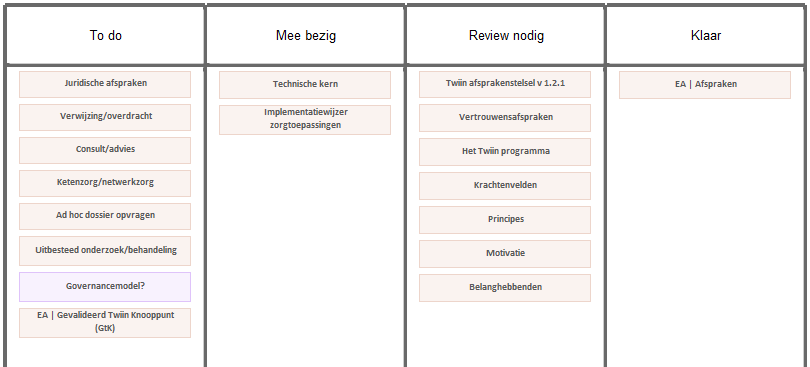 To do
Juridische afspraken
Verwijzing/overdracht
Consult/advies
Ketenzorg/netwerkzorg
Ad hoc dossier opvragen
Uitbesteed onderzoek/behandeling
Governancemodel?
EA | Gevalideerd Twiin Knooppunt
(GtK)
Mee bezig
Technische kern
Implementatiewijzer
zorgtoepassingen
Review nodig
Twiin afsprakenstelsel v 1.2.1
Vertrouwensafspraken
Het Twiin programma
Krachtenvelden
Principes
Motivatie
Belanghebbenden
Klaar
EA | Afspraken